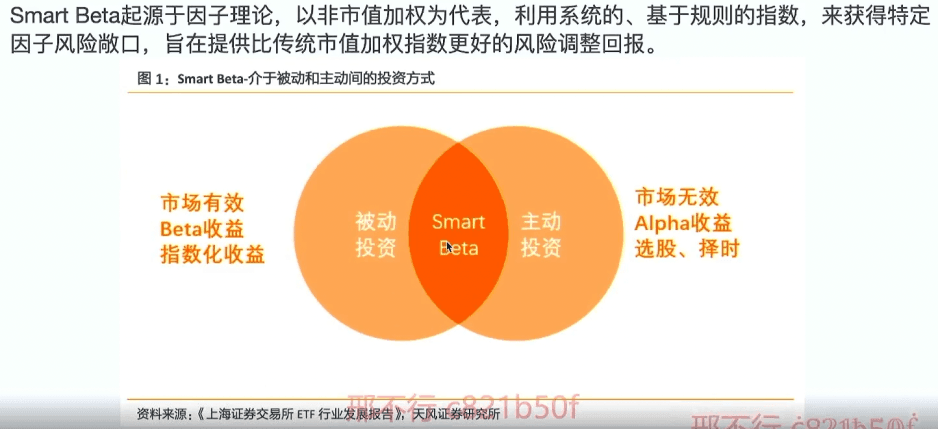 Smart Beta起源于因子理论，以非市值加权为代表，利用系统的、基于规则的指数，来获得特定
因子风险敞口，旨在提供比传统市值加权指数更好的风险调整回报。
图 1：Smart Beta-介于被动和主动间的投资方式
市场有效
Beta收益
指数化收益
被动
投资
Smart
Beta
主动
投资
市场无效
Alpha收益
选股、择时
资料来源：《上海证券交易所 ETF 行业发展报告》，天风证券研究所
邢不行 c821b50f
邢不行 c821b50f